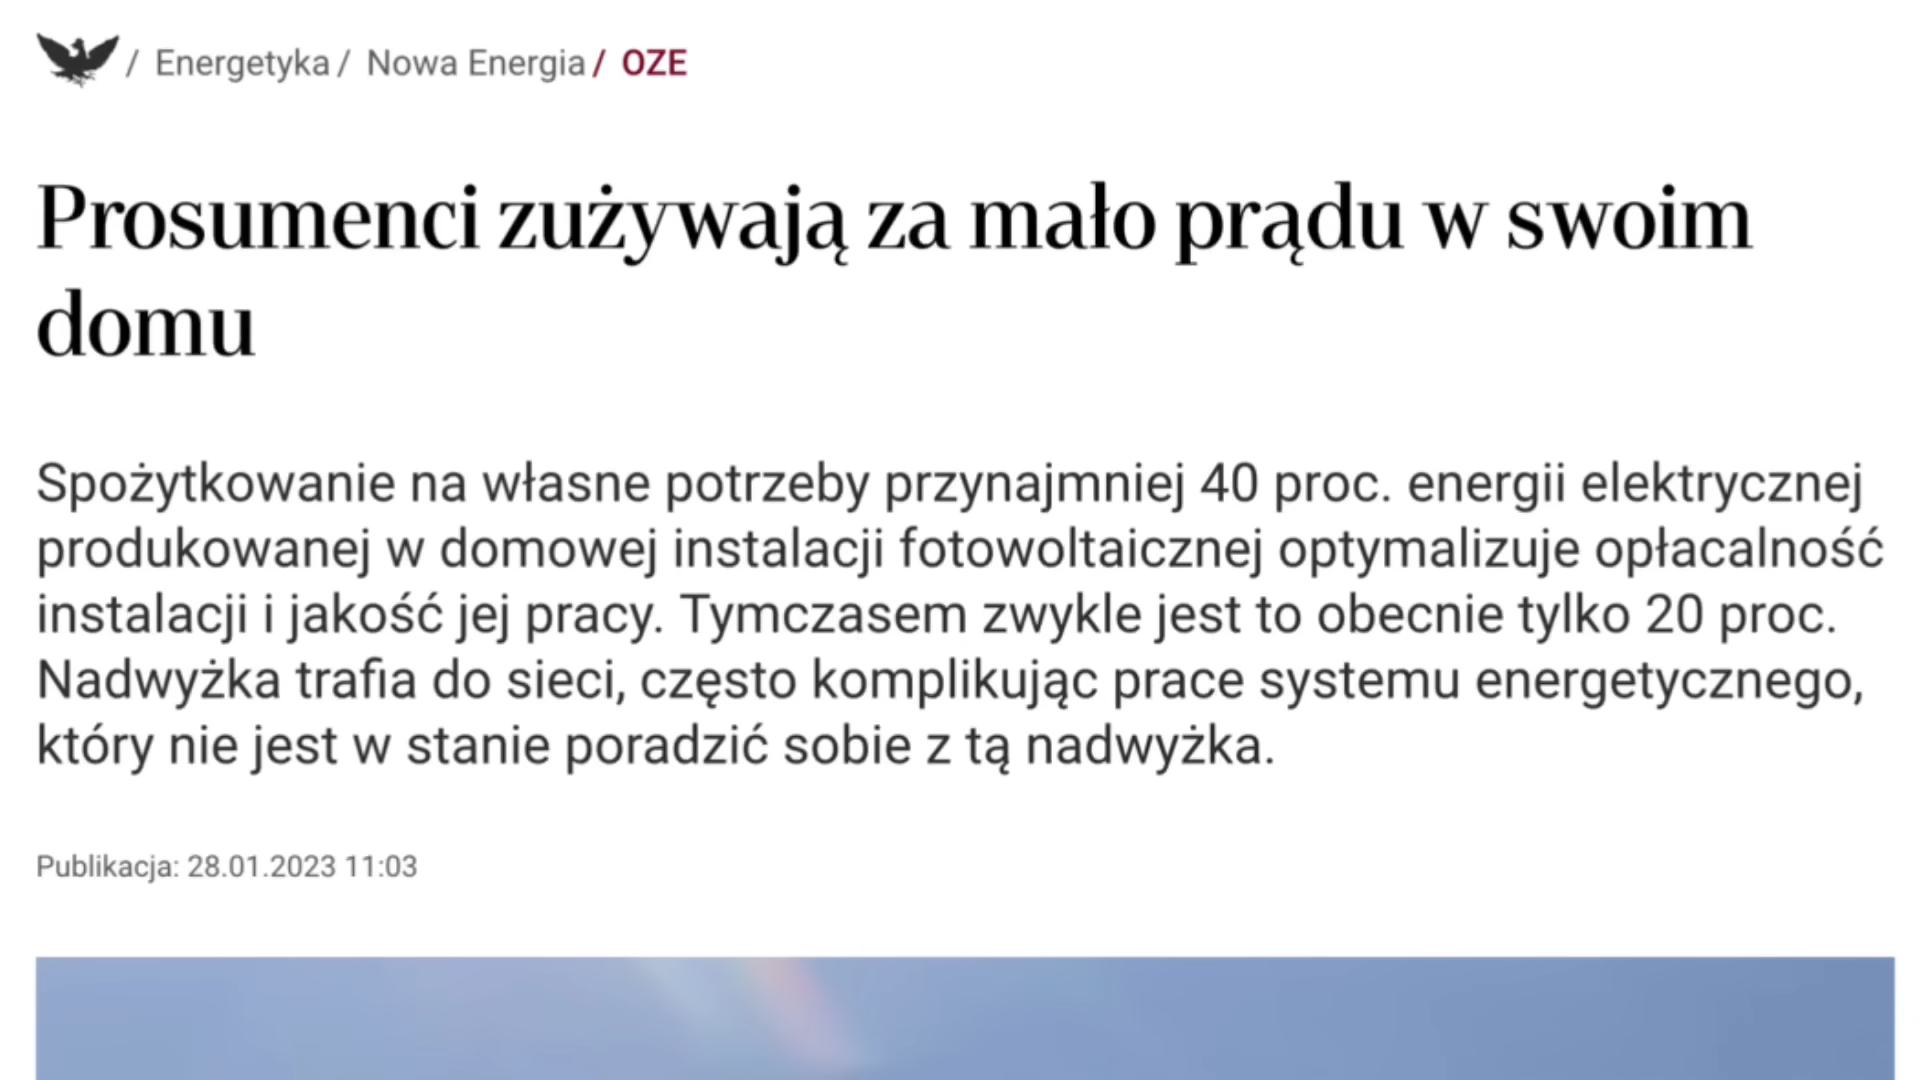 / Energetyka / Nowa Energia / OZE
Prosumenci zużywają za mało prądu w swoim
domu
Spożytkowanie na własne potrzeby przynajmniej 40 proc. energii elektrycznej
produkowanej w domowej instalacji fotowoltaicznej optymalizuje opłacalność
instalacji i jakość jej pracy. Tymczasem zwykle jest to obecnie tylko 20 proc.
Nadwyżka trafia do sieci, często komplikując prace systemu energetycznego,
który nie jest w stanie poradzić sobie z tą nadwyżka.
Publikacja: 28.01.2023 11:03